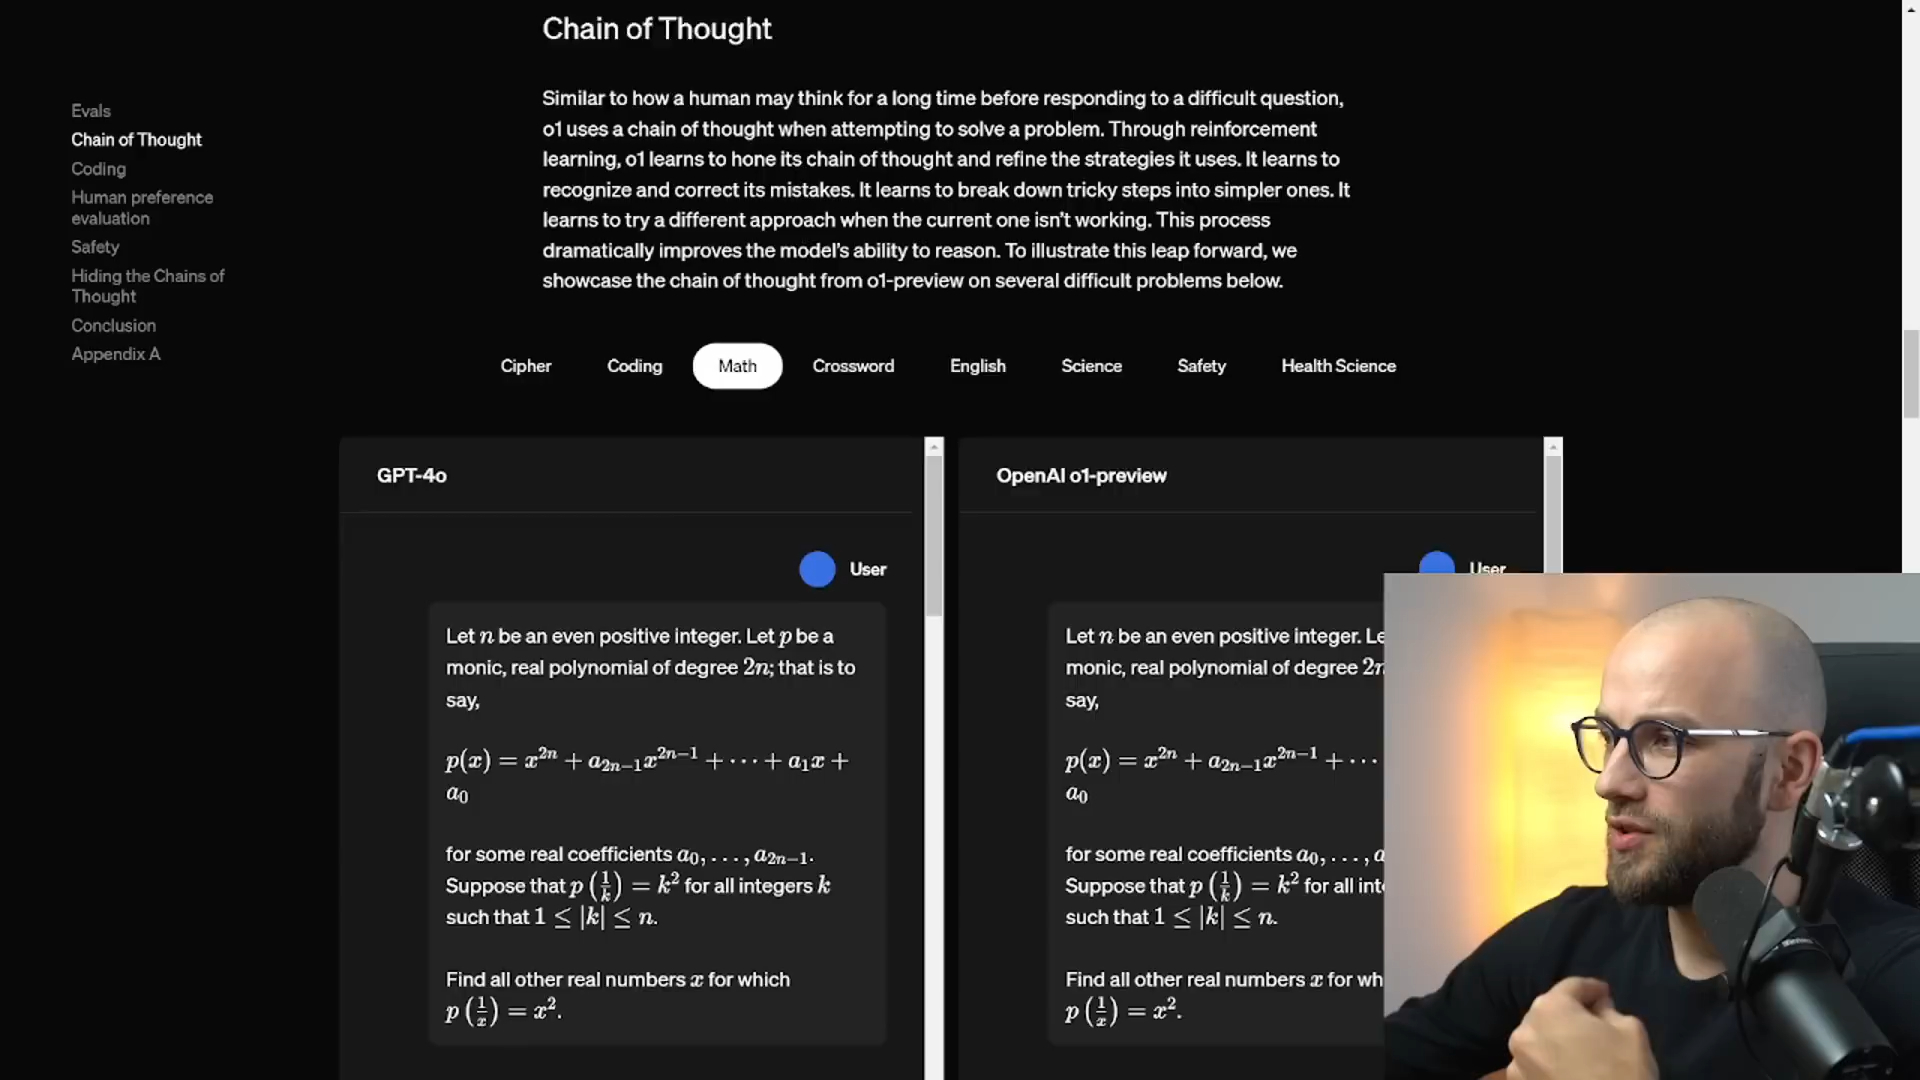 Chain of Thought
Similar to how a human may think for a long time before responding to a difficult question,
o1 uses a chain of thought when attempting to solve a problem. Through reinforcement
learning, o1 learns to hone its chain of thought and refine the strategies it uses. It learns to
recognize and correct its mistakes. It learns to break down tricky steps into simpler ones. It
learns to try a different approach when the current one isn't working. This process
dramatically improves the model's ability to reason. To illustrate this leap forward, we
showcase the chain of thought from o1-preview on several difficult problems below.
Evals
Chain of Thought
Coding
Human preference
evaluation
Safety
Hiding the Chains of
Thought
Conclusion
Appendix A
Cipher Coding Math Crossword English Science Safety Health Science
GPT-4o
User
Let n be an even positive integer. Let p be a
monic, real polynomial of degree 2n; that is to
say,
p(x) = x^{2n} + a_{2n−1}x^{2n−1} + ⋯ + a_1x +
a_0
for some real coefficients a_0, …, a_{2n−1}.
Suppose that p(1/k) = k^2 for all integers k
such that 1 ≤ |k| ≤ n.
Find all other real numbers x for which
p(1/x) = x^2.
OpenAI o1-preview
User
Let n be an even positive integer. Le
monic, real polynomial of degree 2n
say,
p(x) = x^{2n} + a_{2n−1}x^{2n−1} + ⋯
a_0
for some real coefficients a_0, …, a
Suppose that p(1/k) = k^2 for all inte
such that 1 ≤ |k| ≤ n.
Find all other real numbers x for wh
p(1/x) = x^2.